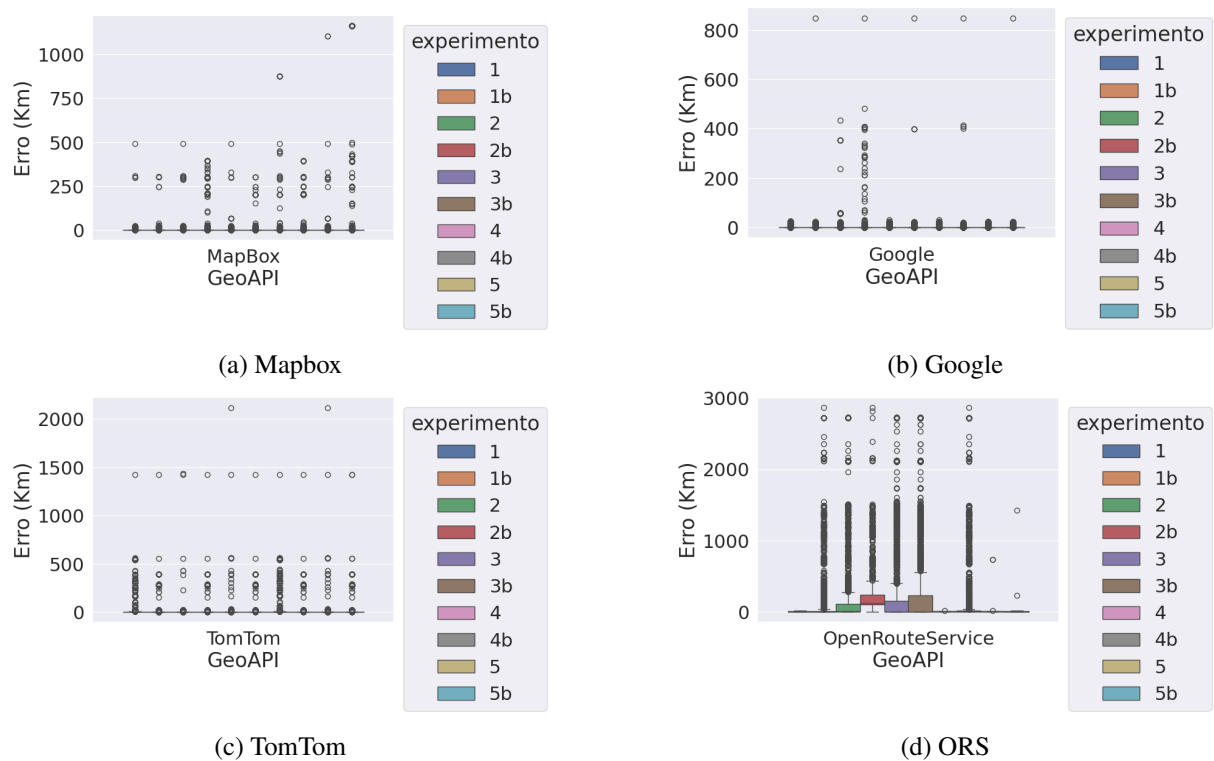 1000
750
500
250
0
Erro (Km)
MapBox
GeoAPI
experimento
1
1b
2
2b
3
3b
4
4b
5
5b
(a) Mapbox
800
600
400
200
0
Erro (Km)
Google
GeoAPI
experimento
1
1b
2
2b
3
3b
4
4b
5
5b
(b) Google
2000
1500
1000
500
0
Erro (Km)
TomTom
GeoAPI
experimento
1
1b
2
2b
3
3b
4
4b
5
5b
(c) TomTom
3000
2000
1000
0
Erro (Km)
OpenRouteService
GeoAPI
experimento
1
1b
2
2b
3
3b
4
4b
5
5b
(d) ORS